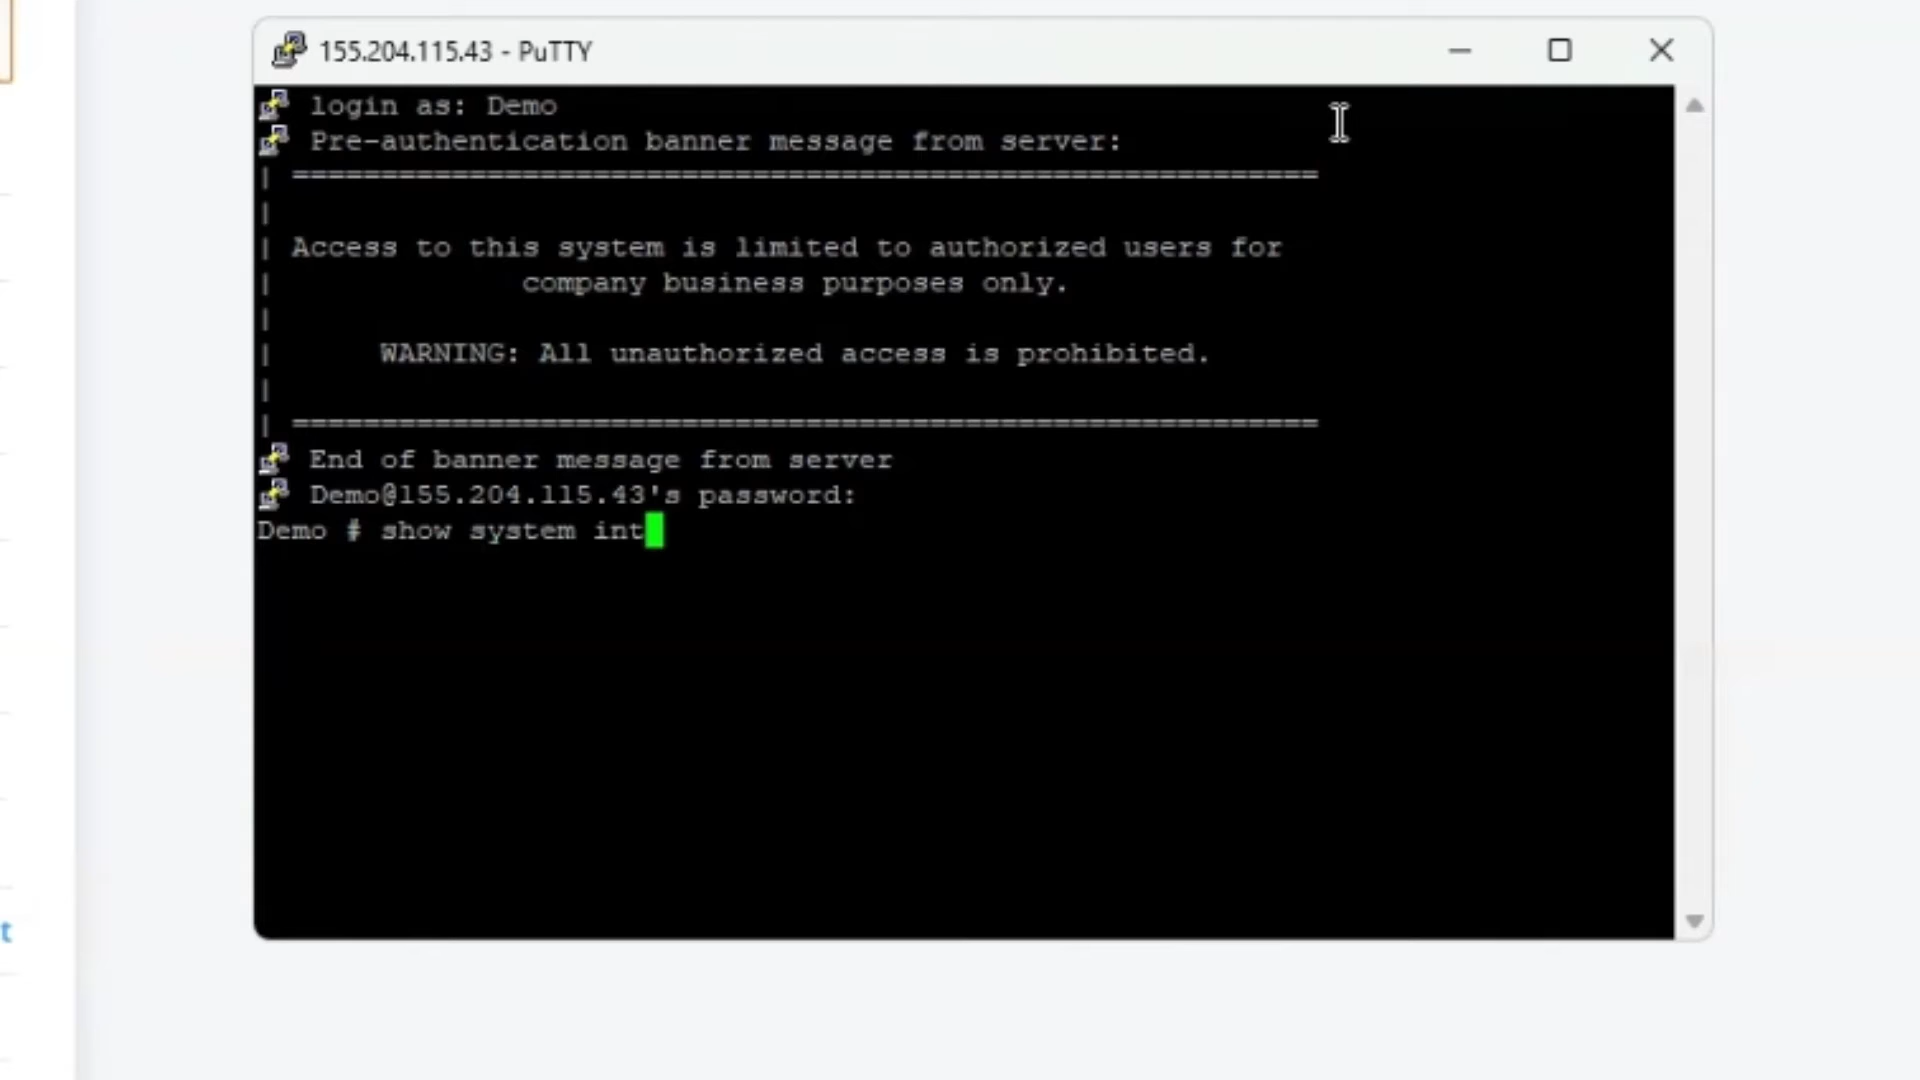 155.204.115.43 - PuTTY
login as: Demo
Pre-authentication banner message from server:
| ==========================================================
|
| Access to this system is limited to authorized users for
|              company business purposes only.
|
|      WARNING: All unauthorized access is prohibited.
|
| ==========================================================
End of banner message from server
Demo@155.204.115.43's password:
Demo # show system int
t